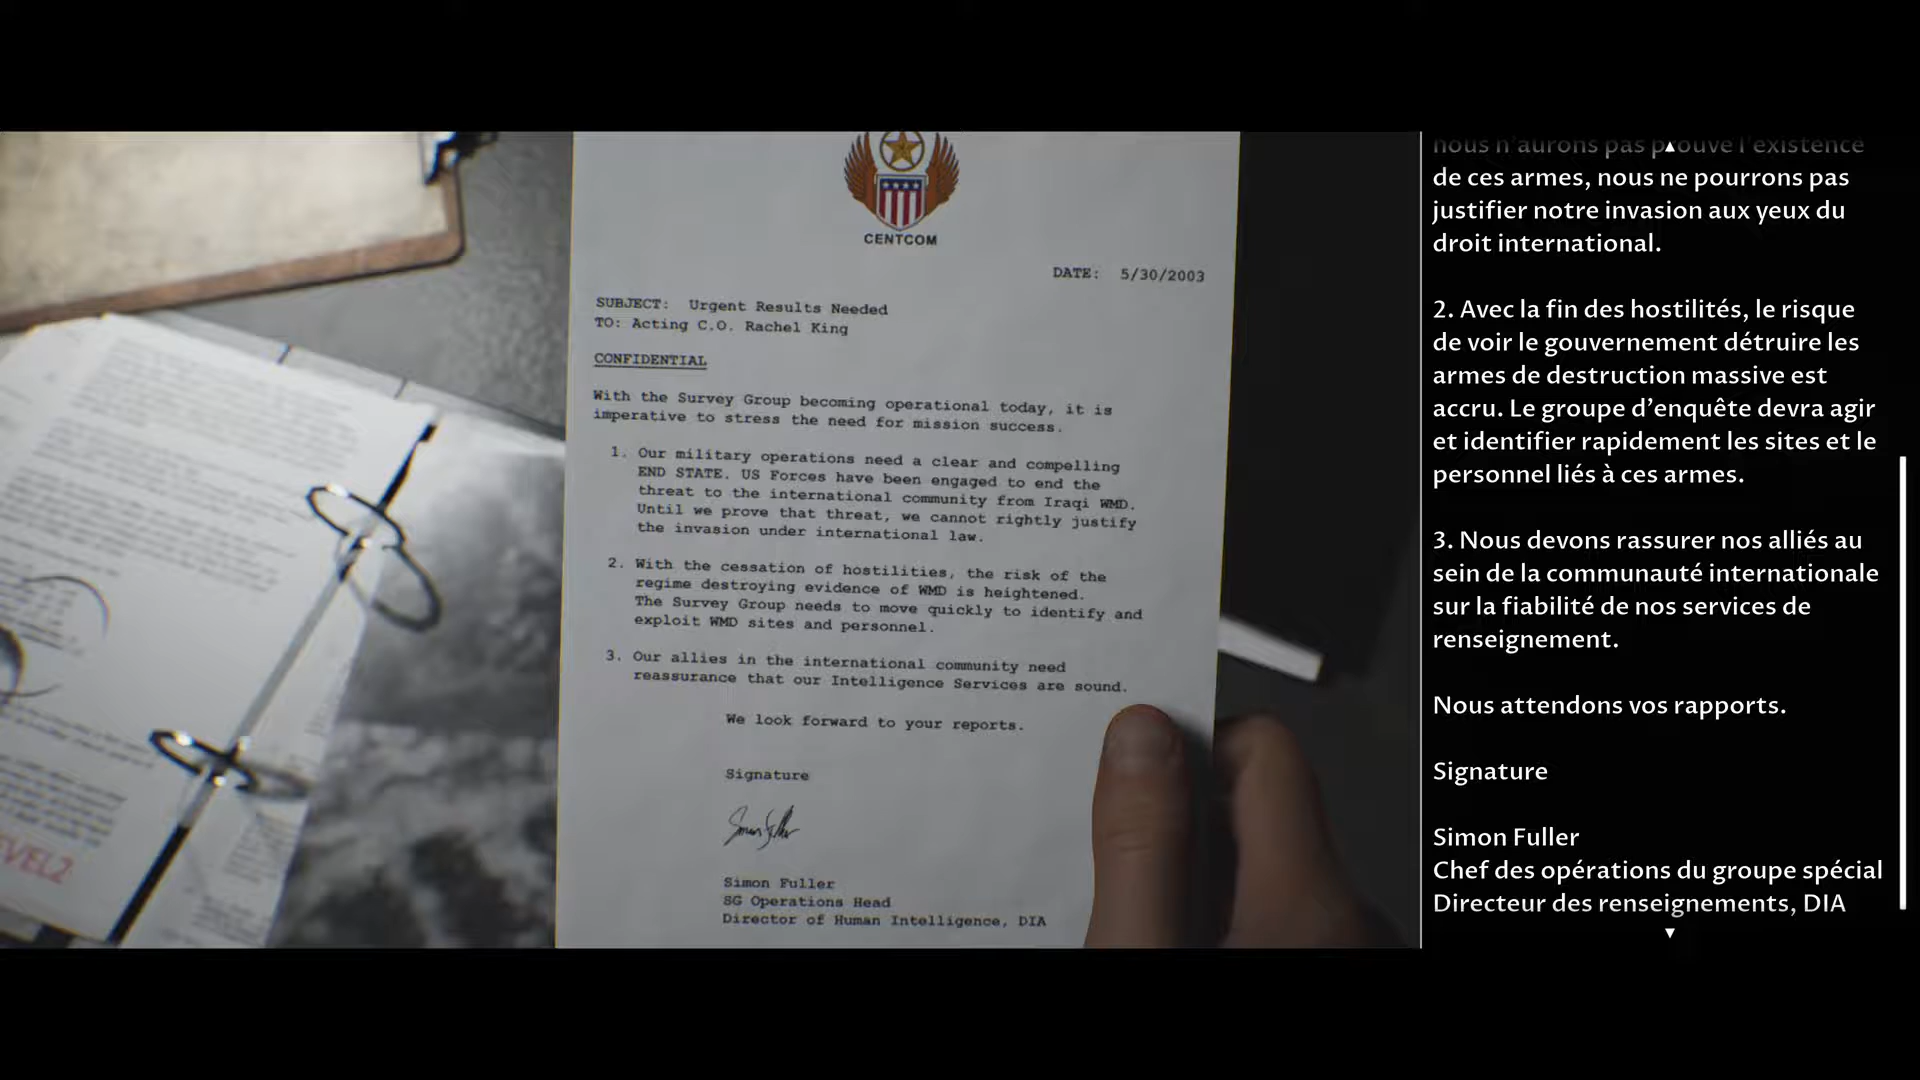 CENTCOM
DATE: 5/30/2003
SUBJECT: Urgent Results Needed
TO: Acting C.O. Rachel King
CONFIDENTIAL
With the Survey Group becoming operational today, it is
imperative to stress the need for mission success.
1. Our military operations need a clear and compelling
END STATE. US Forces have been engaged to end the
threat to the international community from Iraqi WMD.
Until we prove that threat, we cannot rightly justify
the invasion under international law.
2. With the cessation of hostilities, the risk of the
regime destroying evidence of WMD is heightened.
The Survey Group needs to move quickly to identify and
exploit WMD sites and personnel.
3. Our allies in the international community need
reassurance that our Intelligence Services are sound.
We look forward to your reports.
Signature
Simon Fuller
SG Operations Head
Director of Human Intelligence, DIA
nous n'aurons pas prouvé l'existence
de ces armes, nous ne pourrons pas
justifier notre invasion aux yeux du
droit international.
2. Avec la fin des hostilités, le risque
de voir le gouvernement détruire les
armes de destruction massive est
accru. Le groupe d'enquête devra agir
et identifier rapidement les sites et le
personnel liés à ces armes.
3. Nous devons rassurer nos alliés au
sein de la communauté internationale
sur la fiabilité de nos services de
renseignement.
Nous attendons vos rapports.
Signature
Simon Fuller
Chef des opérations du groupe spécial
Directeur des renseignements, DIA